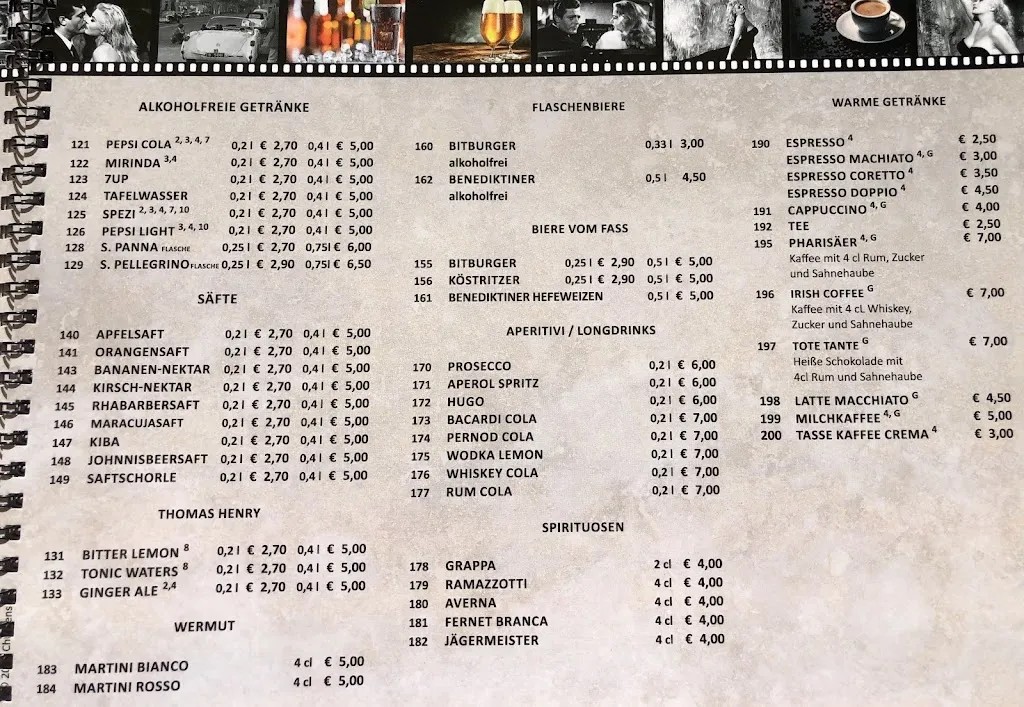 ALKOHOLFREIE GETRÄNKE
121 PEPSI COLA 2, 3, 4, 7 0,2 l € 2,70 0,4 l € 5,00
122 MIRINDA 3,4 0,2 l € 2,70 0,4 l € 5,00
123 7UP 0,2 l € 2,70 0,4 l € 5,00
124 TAFELWASSER 0,2 l € 2,70 0,4 l € 5,00
125 SPEZI 2, 3, 4, 7, 10 0,2 l € 2,70 0,4 l € 5,00
126 PEPSI LIGHT 3, 4, 10 0,2 l € 2,70 0,4 l € 5,00
128 S. PANNA FLASCHE 0,25 l € 2,70 0,75l € 6,00
129 S. PELLEGRINO FLASCHE 0,25 l € 2,90 0,75l € 6,50
SÄFTE
140 APFELSAFT 0,2 l € 2,70 0,4 l € 5,00
141 ORANGENSAFT 0,2 l € 2,70 0,4 l € 5,00
143 BANANEN-NEKTAR 0,2 l € 2,70 0,4 l € 5,00
144 KIRSCH-NEKTAR 0,2 l € 2,70 0,4 l € 5,00
145 RHABARBERSAFT 0,2 l € 2,70 0,4 l € 5,00
146 MARACUJASAFT 0,2 l € 2,70 0,4 l € 5,00
147 KIBA 0,2 l € 2,70 0,4 l € 5,00
148 JOHNNISBEERSAFT 0,2 l € 2,70 0,4 l € 5,00
149 SAFTSCHORLE 0,2 l € 2,70 0,4 l € 5,00
THOMAS HENRY
131 BITTER LEMON 8 0,2 l € 2,70 0,4 l € 5,00
132 TONIC WATERS 8 0,2 l € 2,70 0,4 l € 5,00
133 GINGER ALE 2,4 0,2 l € 2,70 0,4 l € 5,00
WERMUT
183 MARTINI BIANCO 4 cl € 5,00
184 MARTINI ROSSO 4 cl € 5,00
FLASCHENBIERE
160 BITBURGER 0,33 l 3,00
alkoholfrei
162 BENEDIKTINER 0,5 l 4,50
alkoholfrei
BIERE VOM FASS
155 BITBURGER 0,25 l € 2,90 0,5 l € 5,00
156 KÖSTRITZER 0,25 l € 2,90 0,5 l € 5,00
161 BENEDIKTINER HEFEWEIZEN 0,5 l € 5,00
APERITIVI / LONGDRINKS
170 PROSECCO 0,2 l € 6,00
171 APEROL SPRITZ 0,2 l € 6,00
172 HUGO 0,2 l € 6,00
173 BACARDI COLA 0,2 l € 7,00
174 PERNOD COLA 0,2 l € 7,00
175 WODKA LEMON 0,2 l € 7,00
176 WHISKEY COLA 0,2 l € 7,00
177 RUM COLA 0,2 l € 7,00
SPIRITUOSEN
178 GRAPPA 2 cl € 4,00
179 RAMAZZOTTI 4 cl € 4,00
180 AVERNA 4 cl € 4,00
181 FERNET BRANCA 4 cl € 4,00
182 JÄGERMEISTER 4 cl € 4,00
WARME GETRÄNKE
190 ESPRESSO 4 € 2,50
ESPRESSO MACHIATO 4, G € 3,00
ESPRESSO CORETTO 4 € 3,50
ESPRESSO DOPPIO 4 € 4,50
191 CAPPUCCINO 4, G € 4,00
192 TEE € 2,50
195 PHARISÄER 4, G € 7,00
Kaffee mit 4 cl Rum, Zucker
und Sahnehaube
196 IRISH COFFEE G € 7,00
Kaffee mit 4 cL Whiskey,
Zucker und Sahnehaube
197 TOTE TANTE G € 7,00
Heiße Schokolade mit
4cl Rum und Sahnehaube
198 LATTE MACCHIATO G € 4,50
199 MILCHKAFFEE 4, G € 5,00
200 TASSE KAFFEE CREMA 4 € 3,00